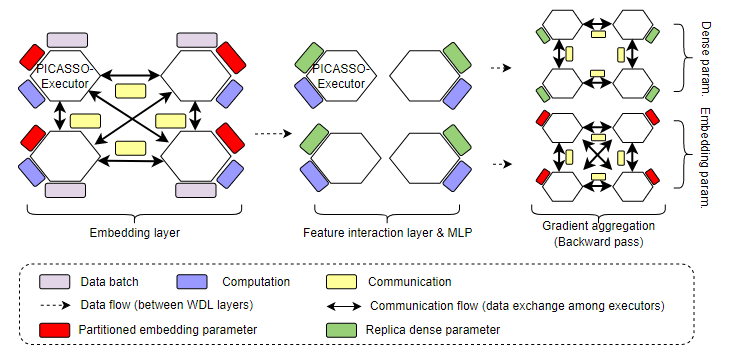 PICASSO-
Executor
PICASSO-
Executor
Dense param.
Embedding param.
Embedding layer
Feature interaction layer & MLP
Gradient aggregation
(Backward pass)
Data batch
Computation
Communication
Data flow (between WDL layers)
Communication flow (data exchange among executors)
Partitioned embedding parameter
Replica dense parameter